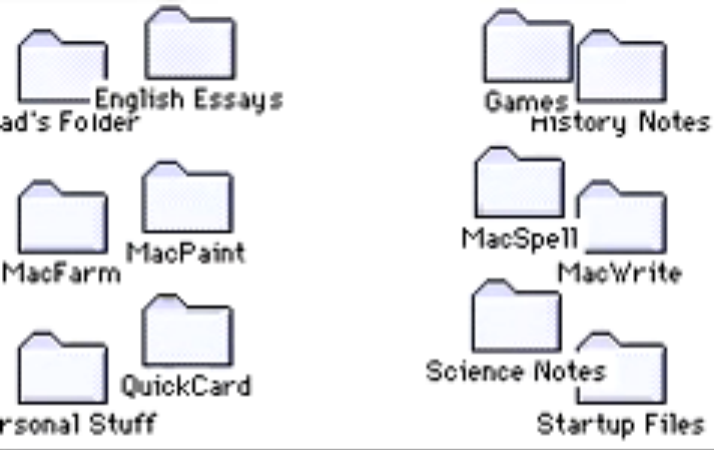 English Essays
Games
ad's Folder
History Notes
MacPaint
MacSpell
MacFarm
MacWrite
QuickCard
Science Notes
rsonal Stuff
Startup Files